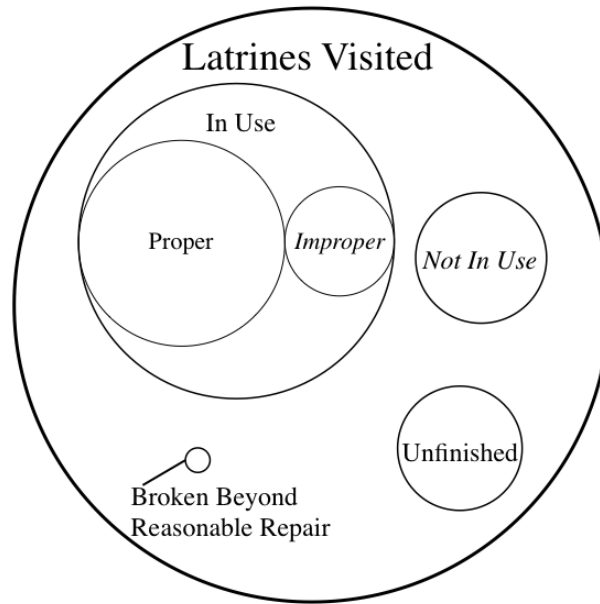 Latrines Visited
In Use
Proper
Improper
Not In Use
Unfinished
Broken Beyond
Reasonable Repair